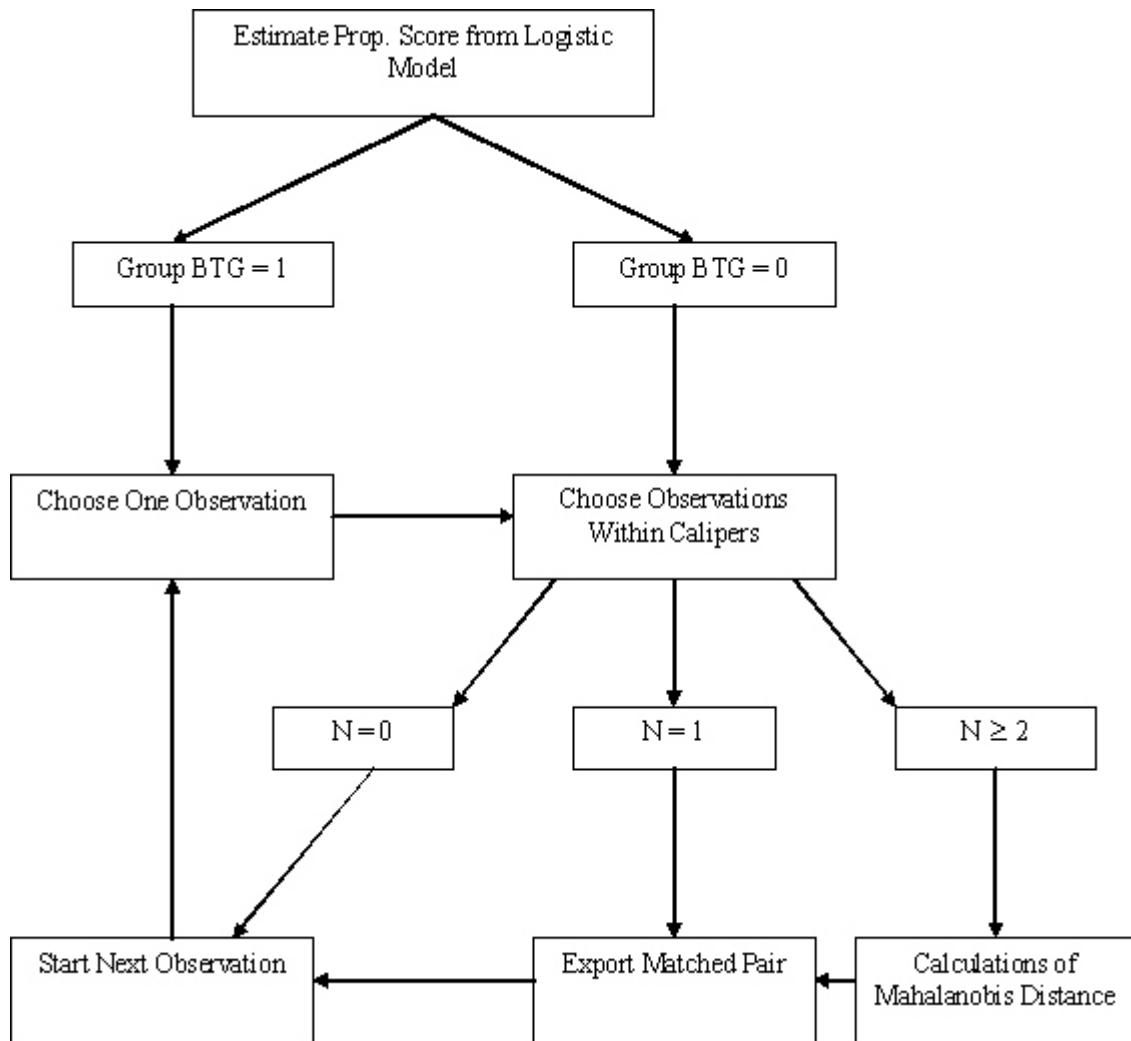 Estimate Prop. Score from Logistic
Model
Group BTG = 1
Group BTG = 0
Choose One Observation
Choose Observations
Within Calipers
N = 0
N = 1
N ≥ 2
Start Next Observation
Export Matched Pair
Calculations of
Mahalanobis Distance